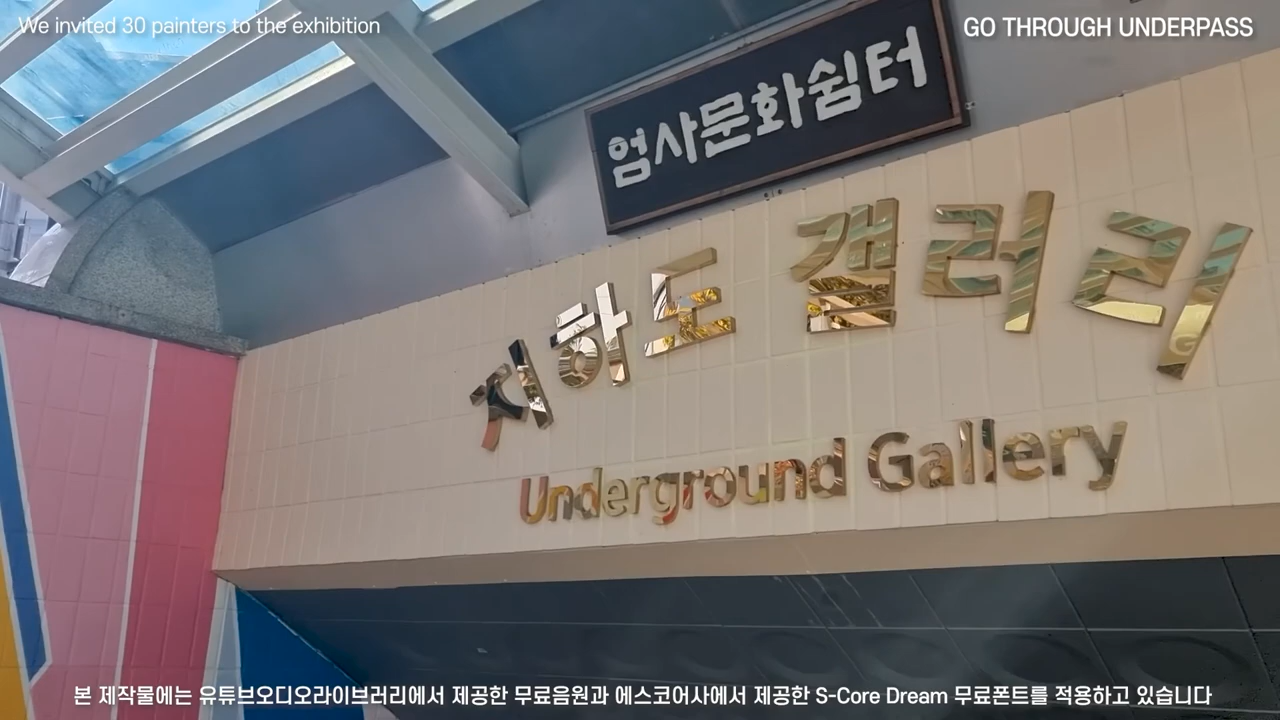 We invited 30 painters to the exhibition
GO THROUGH UNDERPASS
엄사문화쉼터
지하도 갤러리
Underground Gallery
본 제작물에는 유튜브오디오라이브러리에서 제공한 무료음원과 에스코어사에서 제공한 S-Core Dream 무료폰트를 적용하고 있습니다